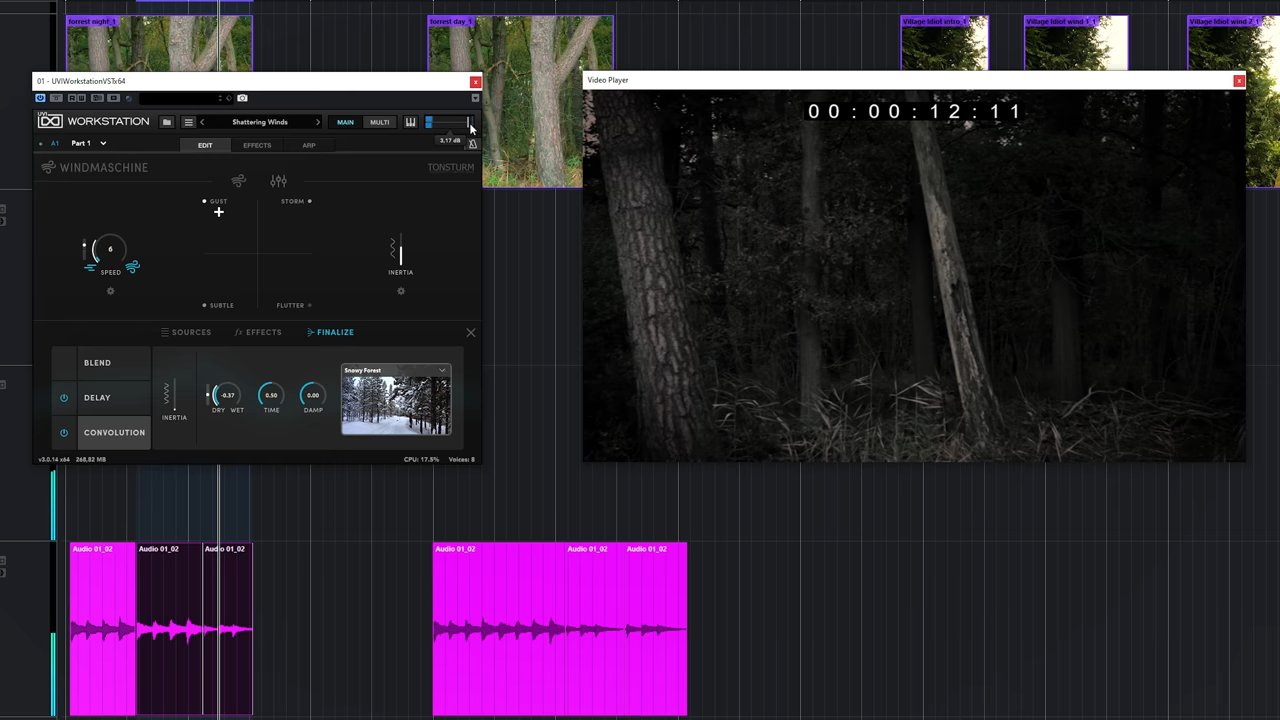 forrest night_1
forrest day_1
Village Idiot intro_1
Village Idiot wind 1_1
Village Idiot wind 2_1
01 - UVIWorkstationVSTx64
Video Player
00:00:12:11
UVI
WORKSTATION
Shattering Winds
MAIN
MULTI
3,17 dB
A1
Part 1
EDIT
EFFECTS
ARP
WINDMASCHINE
TONSTURM
GUST
STORM
6
SPEED
INERTIA
SUBTLE
FLUTTER
SOURCES
fx EFFECTS
FINALIZE
BLEND
DELAY
CONVOLUTION
INERTIA
-0.37
DRY WET
0.50
TIME
0.00
DAMP
Snowy Forest
v3.0.14 x64
268,82 MB
CPU: 17.5%
Voices: 8
Audio 01_02
Audio 01_02
Audio 01_02
Audio 01_02
Audio 01_02
Audio 01_02